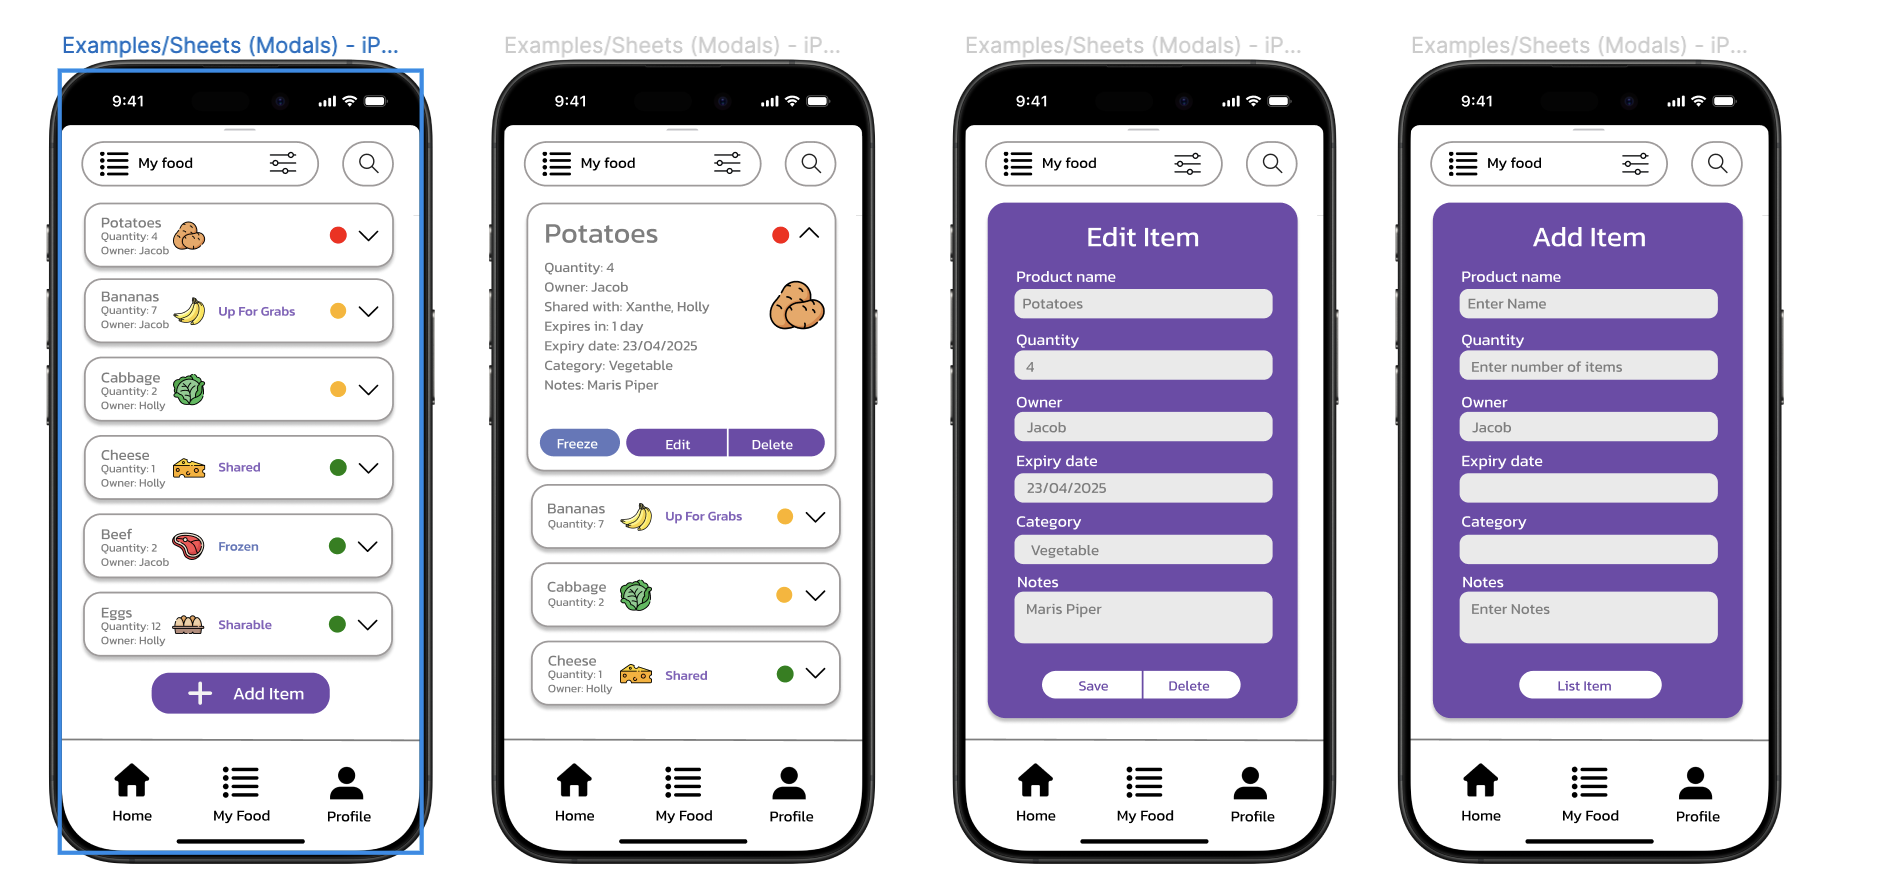 Examples/Sheets (Modals) - iP...
9:41
My food
Potatoes
Quantity: 4
Owner: Jacob
Bananas
Quantity: 7
Owner: Jacob
Up For Grabs
Cabbage
Quantity: 2
Owner: Holly
Cheese
Quantity: 1
Owner: Holly
Shared
Beef
Quantity: 2
Owner: Jacob
Frozen
Eggs
Quantity: 12
Owner: Holly
Sharable
+ Add Item
Home
My Food
Profile
Examples/Sheets (Modals) - iP...
9:41
My food
Potatoes
Quantity: 4
Owner: Jacob
Shared with: Xanthe, Holly
Expires in: 1 day
Expiry date: 23/04/2025
Category: Vegetable
Notes: Maris Piper
Freeze
Edit
Delete
Bananas
Quantity: 7
Up For Grabs
Cabbage
Quantity: 2
Cheese
Quantity: 1
Owner: Holly
Shared
Home
My Food
Profile
Examples/Sheets (Modals) - iP...
9:41
My food
Edit Item
Product name
Potatoes
Quantity
4
Owner
Jacob
Expiry date
23/04/2025
Category
Vegetable
Notes
Maris Piper
Save
Delete
Home
My Food
Profile
Examples/Sheets (Modals) - iP...
9:41
My food
Add Item
Product name
Enter Name
Quantity
Enter number of items
Owner
Jacob
Expiry date
Category
Notes
Enter Notes
List Item
Home
My Food
Profile